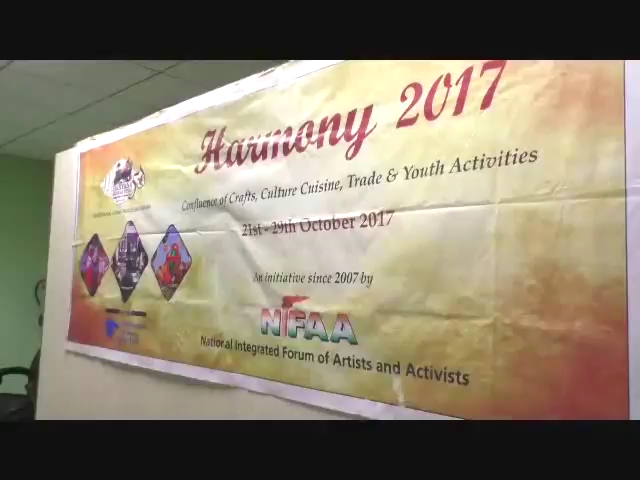 Harmony 2017
Confluence of Crafts, Culture Cuisine, Trade & Youth Activities
21st - 29th October 2017
An initiative since 2007 by
NIFAA
National Integrated Forum of Artists and Activists